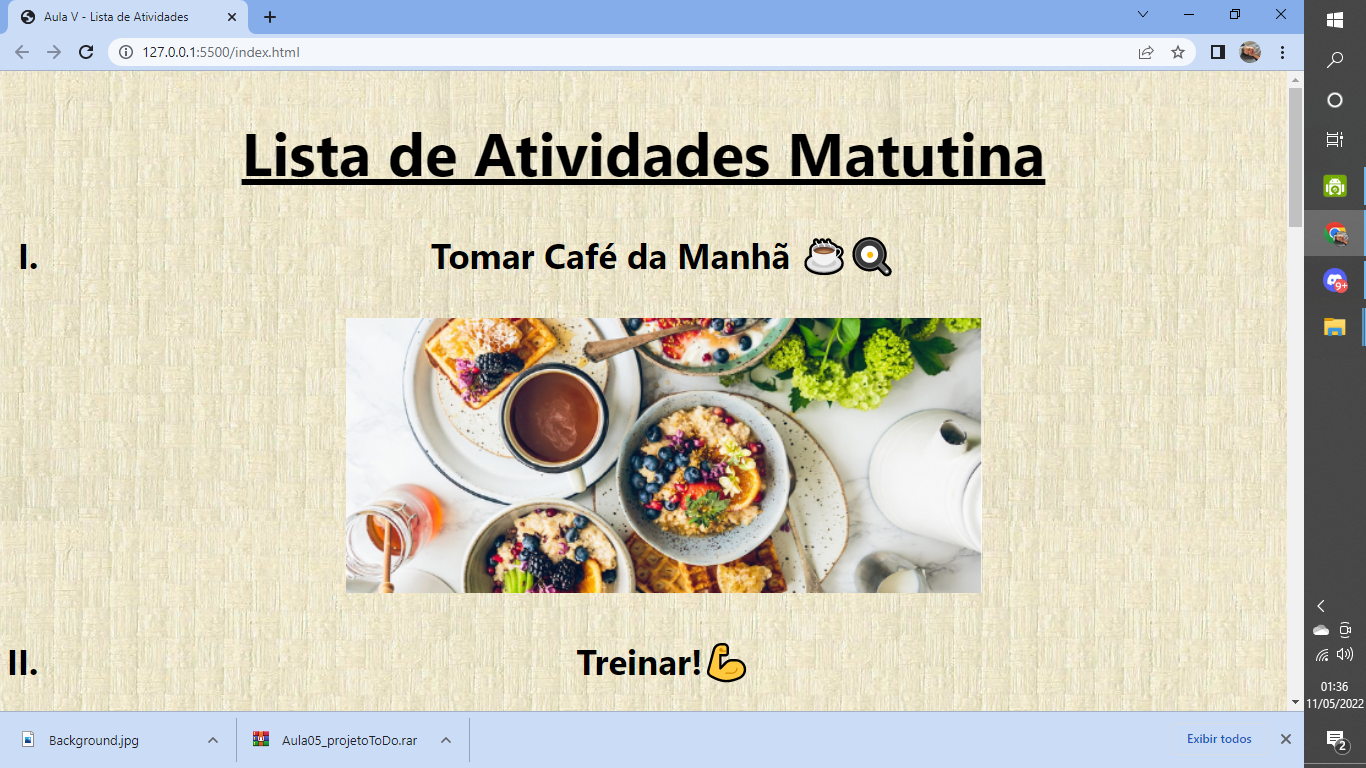 Aula V - Lista de Atividades
127.0.0.1:5500/index.html
Lista de Atividades Matutina
I. Tomar Café da Manhã ☕🍳
II. Treinar!💪
9+
01:36
11/05/2022
2
Background.jpg
Aula05_projetoToDo.rar
Exibir todos